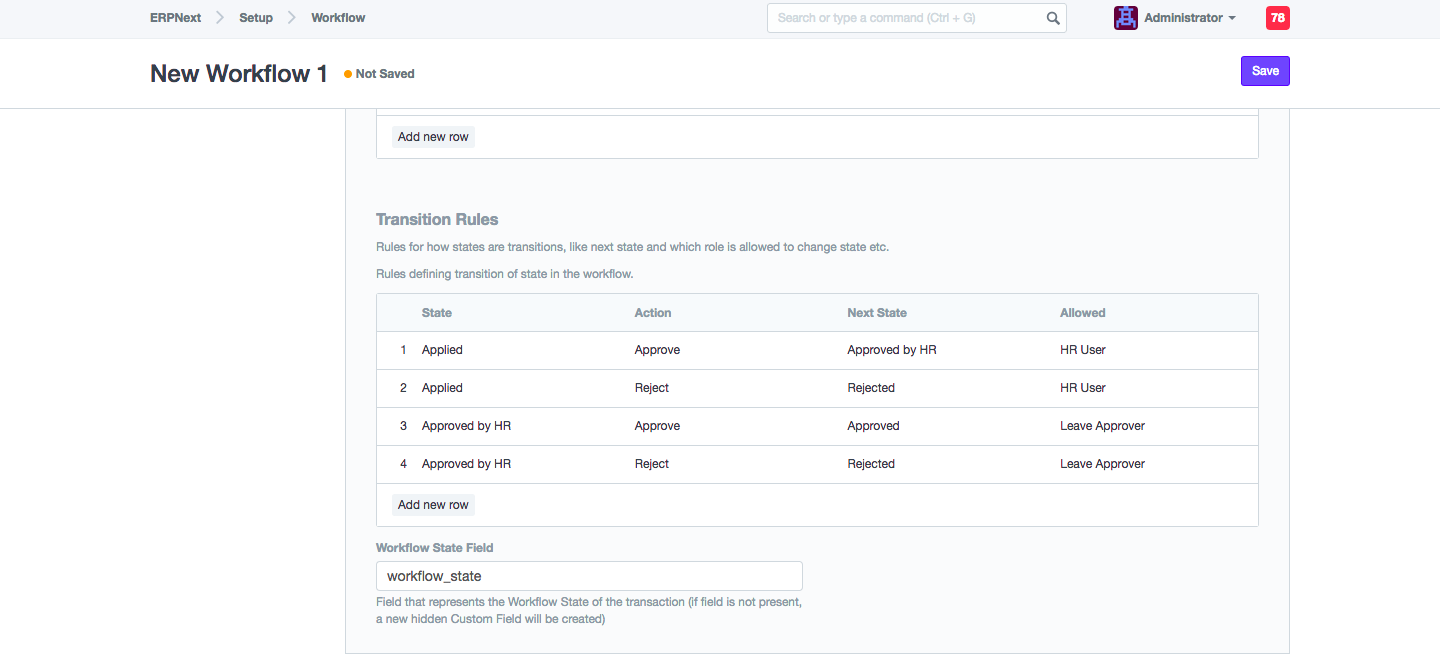 ERPNext Setup Workflow Search or type a command (Ctrl + G) Administrator 78
New Workflow 1 Not Saved Save
Add new row
Transition Rules
Rules for how states are transitions, like next state and which role is allowed to change state etc.
Rules defining transition of state in the workflow.
State Action Next State Allowed
1 Applied Approve Approved by HR HR User
2 Applied Reject Rejected HR User
3 Approved by HR Approve Approved Leave Approver
4 Approved by HR Reject Rejected Leave Approver
Add new row
Workflow State Field
workflow_state
Field that represents the Workflow State of the transaction (if field is not present,
a new hidden Custom Field will be created)